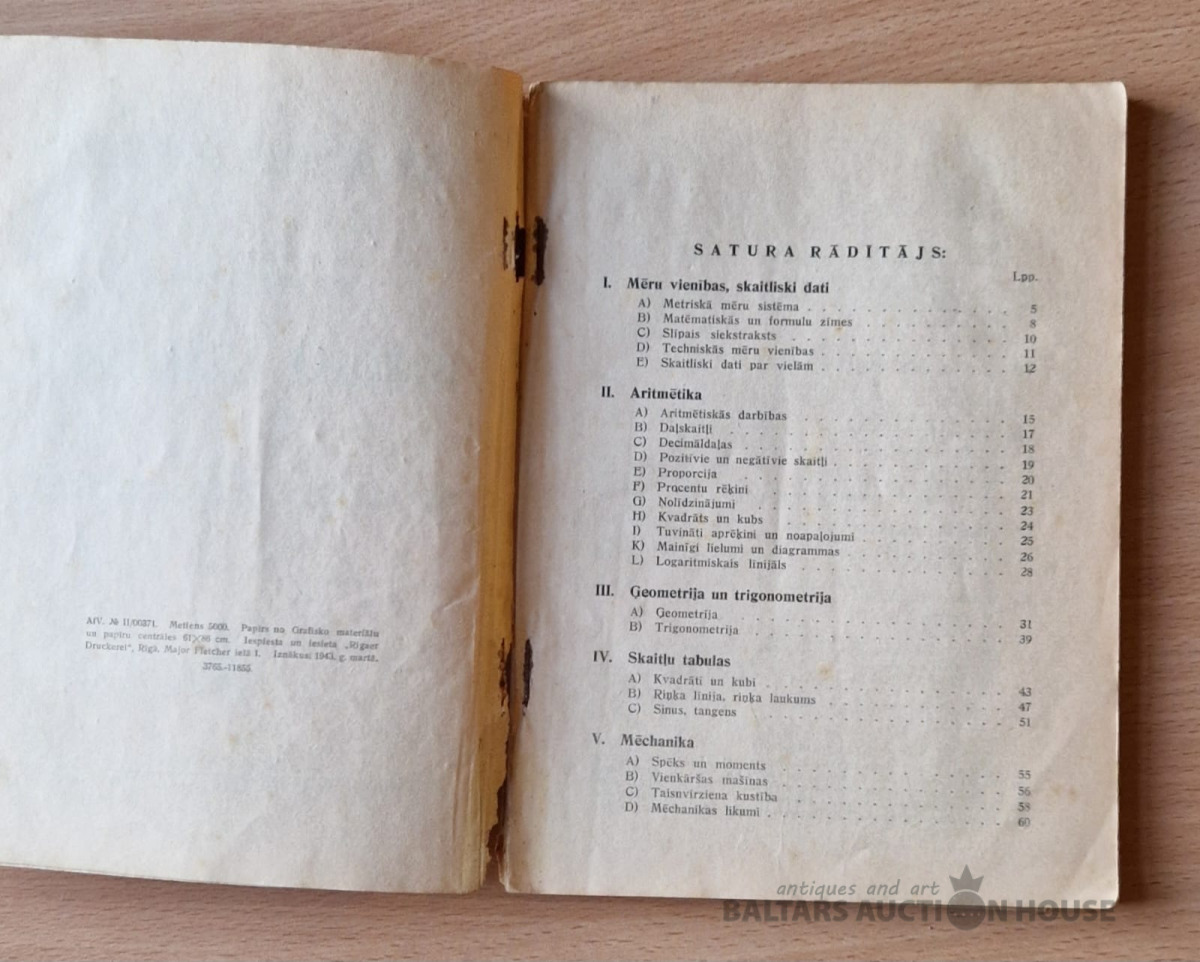 AfV. № II/00371. Metiens 5000. Papīrs no Grafisko materiālu
un papīru centrāles 61×86 cm. Iespiesta un iesieta „Rigaer
Druckerei“, Rīgā, Major Fletcher ielā 1. Iznākusi 1943. g. martā.
3765.-11855.
SATURA RĀDĪTĀJS:
Lpp.
I. Mēru vienības, skaitliski dati
A) Metriskā mēru sistēma . . . 5
B) Matēmatiskās un formulu zīmes . . . 8
C) Slīpais siekstraksts . . . 10
D) Techniskās mēru vienības . . . 11
E) Skaitliski dati par vielām . . . 12
II. Aritmētika
A) Aritmētiskās darbības . . . 15
B) Daļskaitļi . . . 17
C) Decimāldaļas . . . 18
D) Pozitīvie un negātīvie skaitļi . . . 19
E) Proporcija . . . 20
F) Procentu rēķini . . . 21
G) Nolīdzinājumi . . . 23
H) Kvadrāts un kubs . . . 24
I) Tuvināti aprēķini un noapaļojumi . . . 25
K) Mainīgi lielumi un diagrammas . . . 26
L) Logaritmiskais lineāls . . . 28
III. Ģeometrija un trigonometrija
A) Ģeometrija . . . 31
B) Trigonometrija . . . 39
IV. Skaitļu tabulas
A) Kvadrāti un kubi . . . 43
B) Riņķa līnija, riņķa laukums . . . 47
C) Sinus, tangens . . . 51
V. Mēchanika
A) Spēks un moments . . . 55
B) Vienkāršas mašīnas . . . 56
C) Taisnvirziena kustība . . . 58
D) Mēchanikas likumi . . . 60
antiques and art
BALTARS AUCTION HOUSE